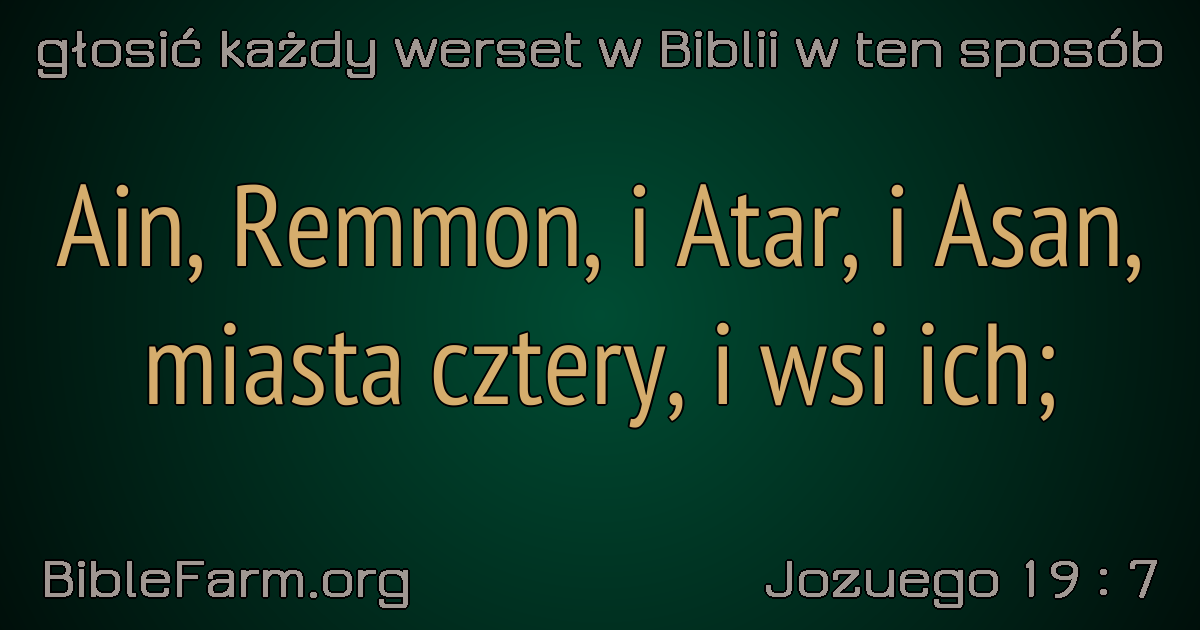 głosić każdy werset w Biblii w ten sposób
Ain, Remmon, i Atar, i Asan,
miasta cztery, i wsi ich;
BibleFarm.org
Jozuego 19 : 7